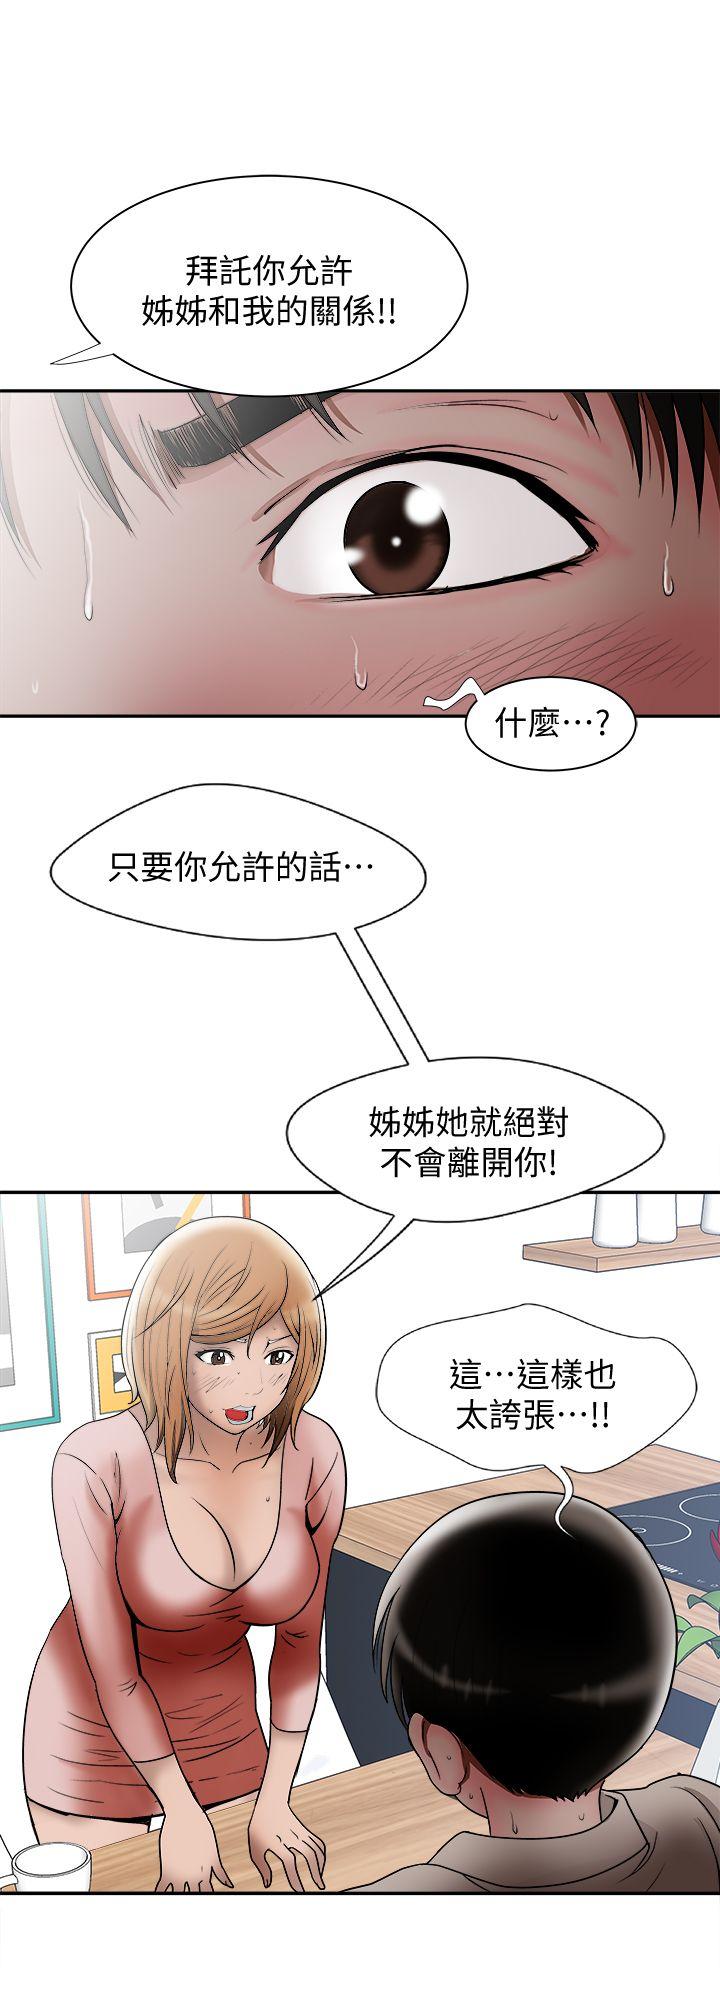 拜託你允許
姊姊和我的關係!!
什麼…?
只要你允許的話…
姊姊她就絕對
不會離開你!
這…這樣也
太誇張…!!